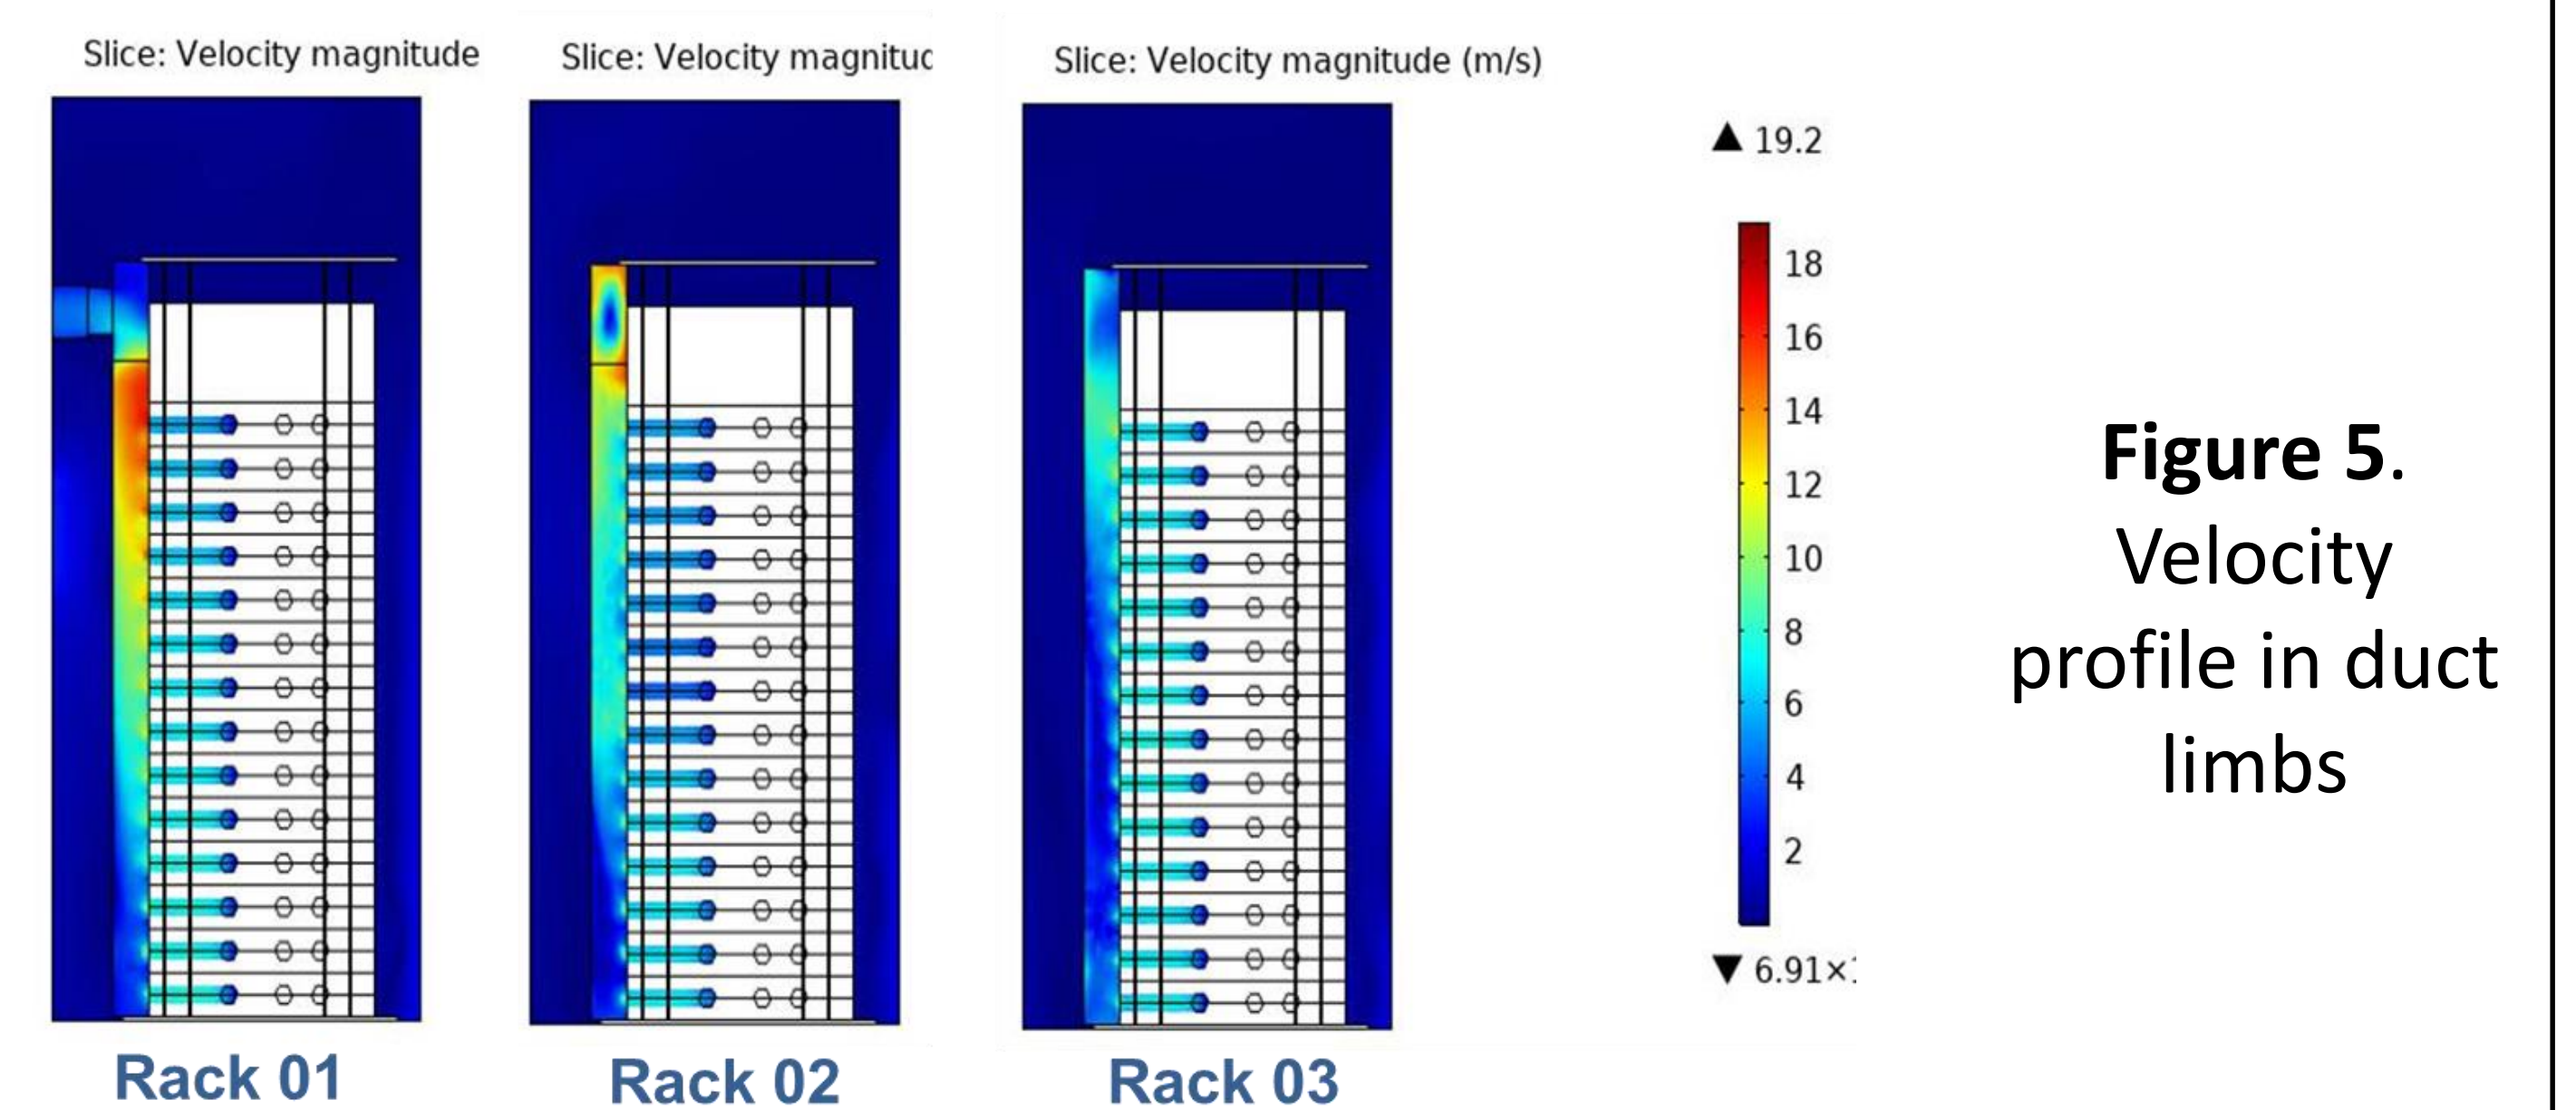 Slice: Velocity magnitude
Slice: Velocity magnitud
Slice: Velocity magnitude (m/s)
▲ 19.2
18
16
14
12
10
8
6
4
2
▼ 6.91×
Rack 01
Rack 02
Rack 03
Figure 5.
Velocity
profile in duct
limbs